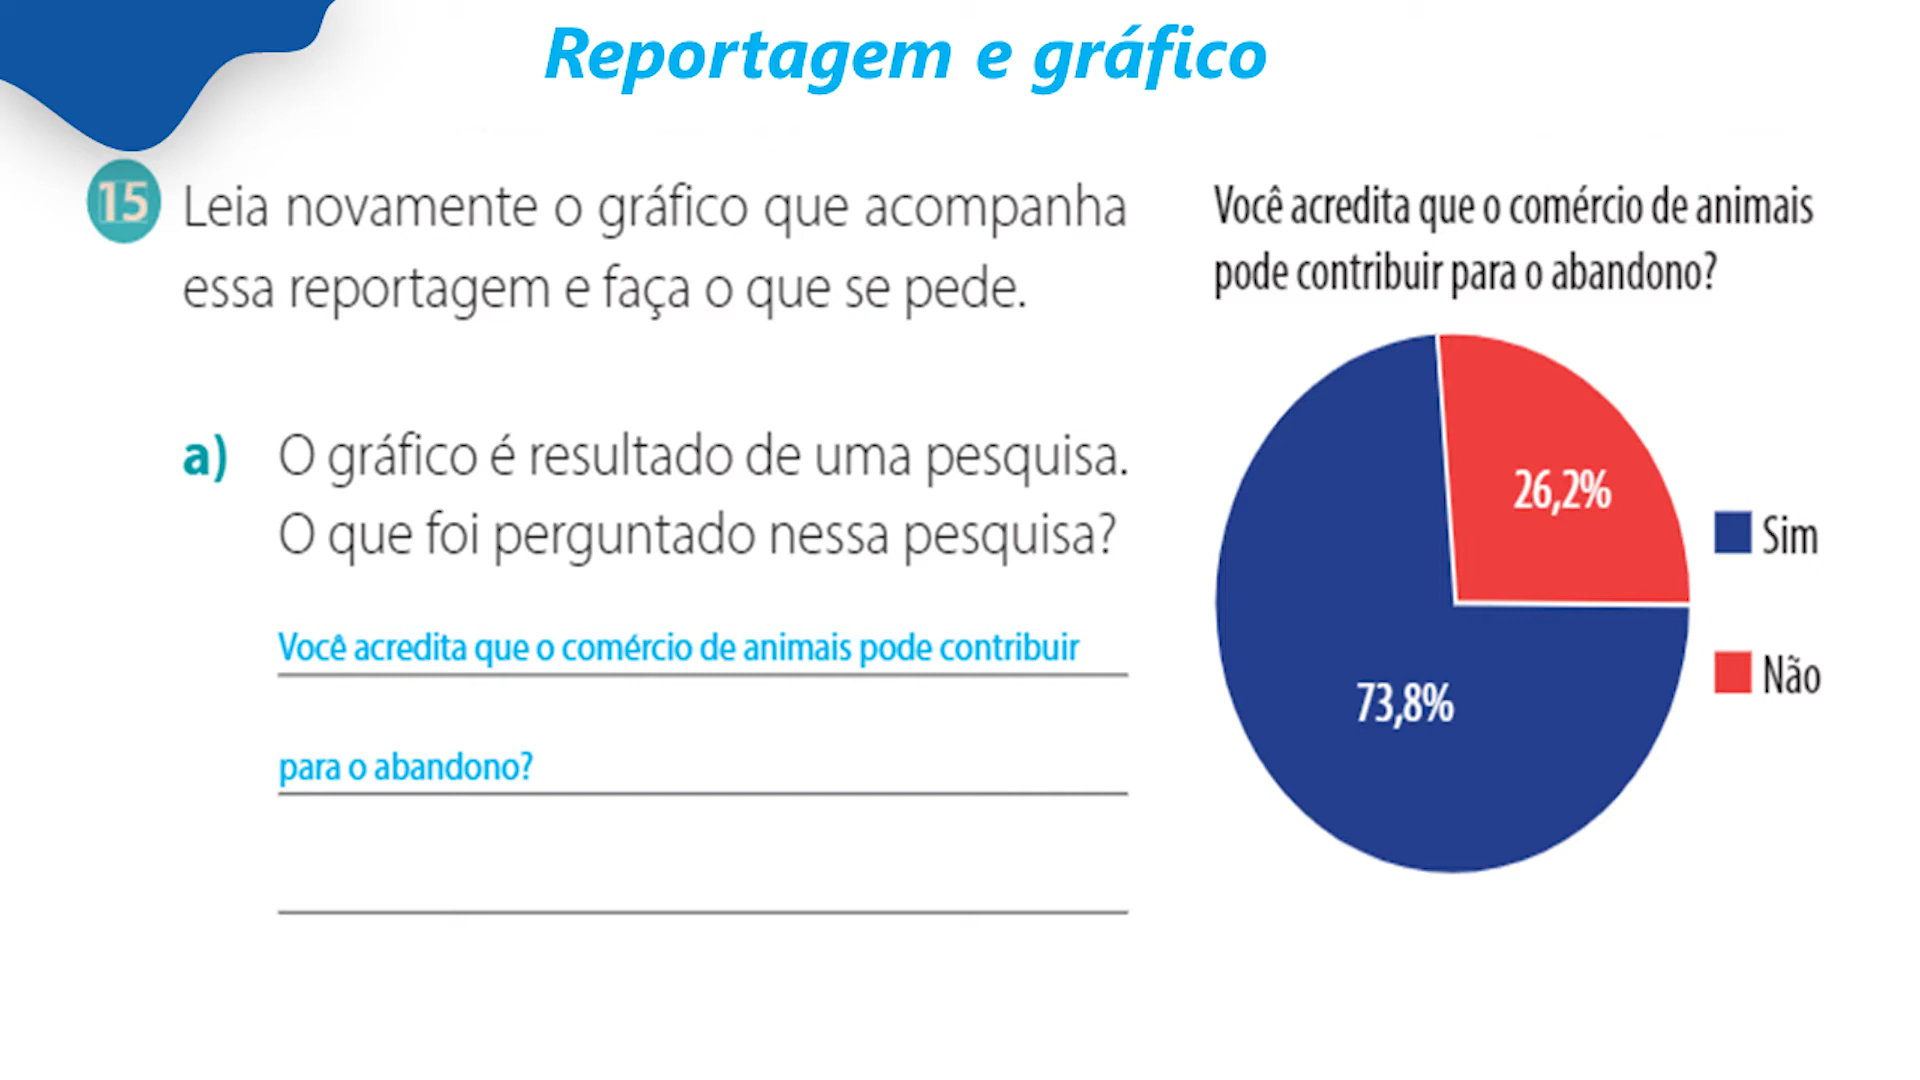 Reportagem e gráfico
15 Leia novamente o gráfico que acompanha
essa reportagem e faça o que se pede.
a) O gráfico é resultado de uma pesquisa.
O que foi perguntado nessa pesquisa?
Você acredita que o comércio de animais pode contribuir
para o abandono?
Você acredita que o comércio de animais
pode contribuir para o abandono?
26,2%
73,8%
Sim
Não